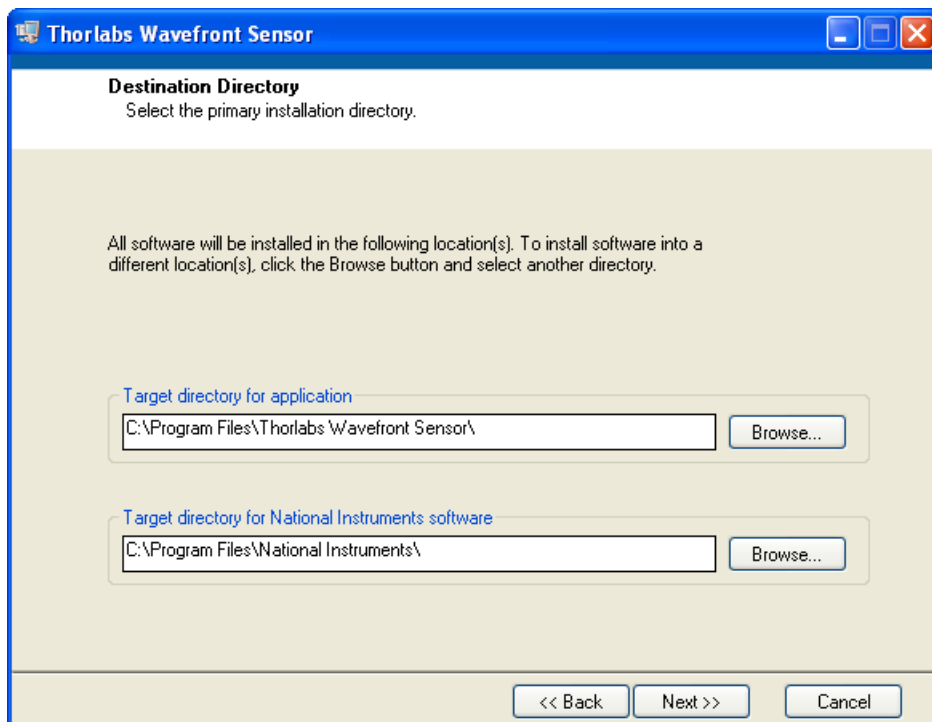 Thorlabs Wavefront Sensor
Destination Directory
Select the primary installation directory.
All software will be installed in the following location(s). To install software into a
different location(s), click the Browse button and select another directory.
Target directory for application
C:\Program Files\Thorlabs Wavefront Sensor\
Browse...
Target directory for National Instruments software
C:\Program Files\National Instruments\
Browse...
<< Back
Next >>
Cancel